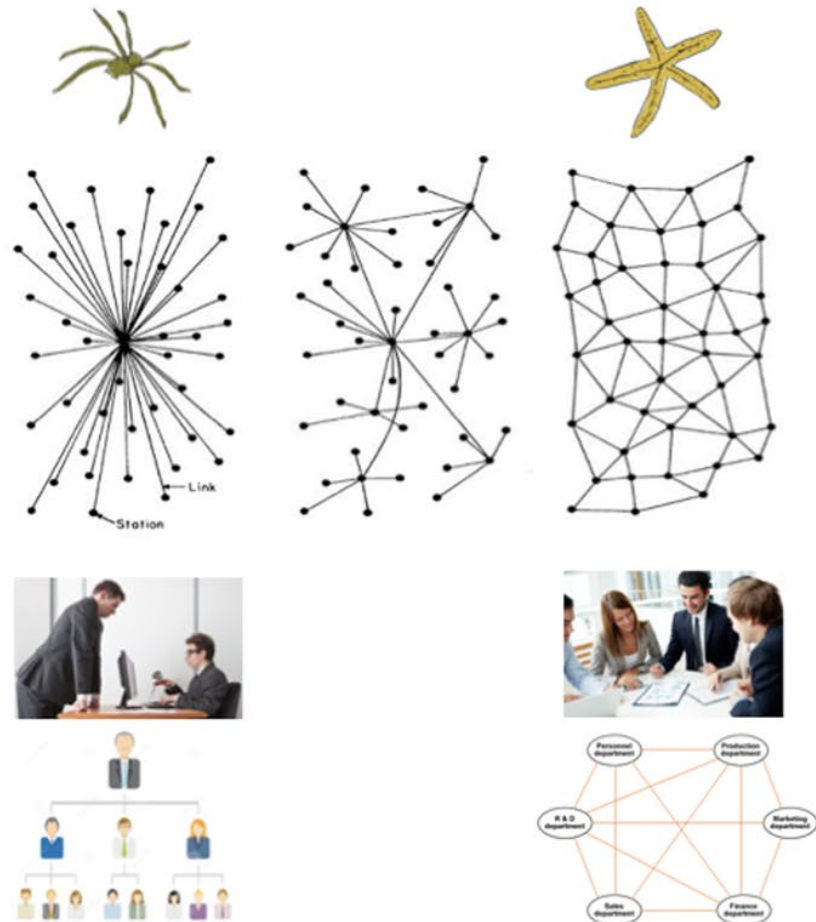 Link
Station
Personnel
department
Production
department
R & D
department
Marketing
department
Sales
department
Finance
department